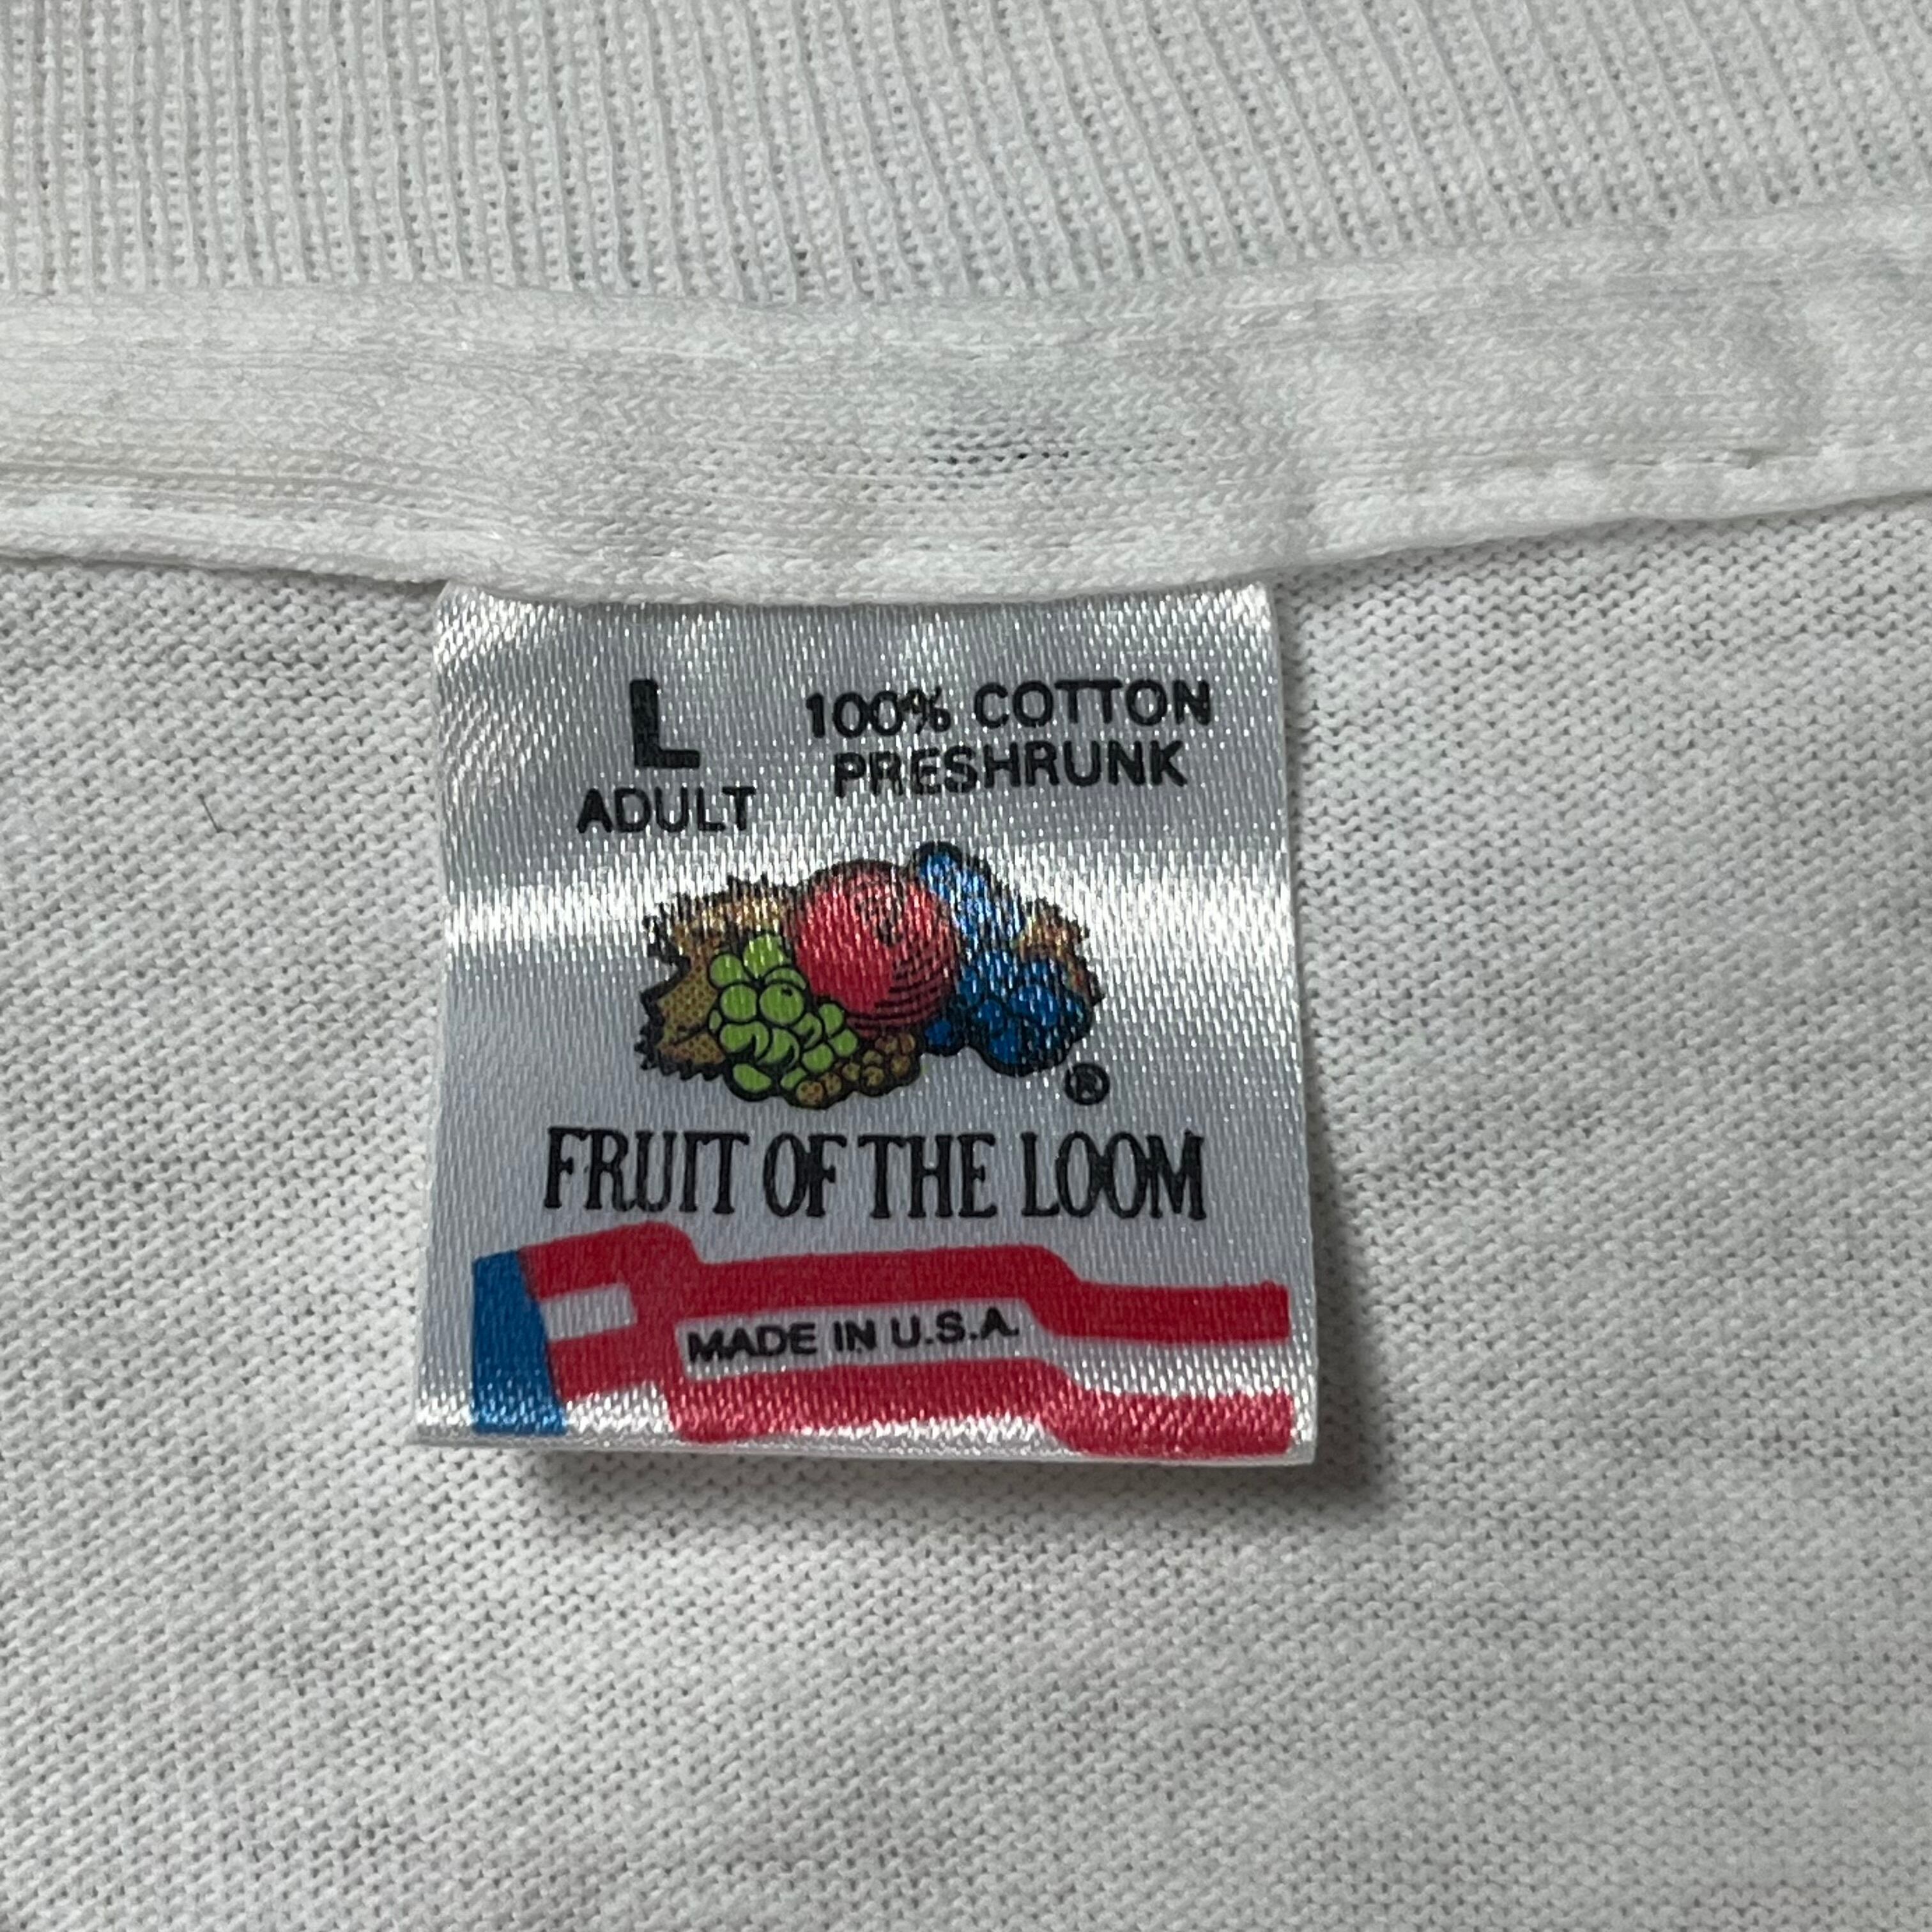 L
ADULT
100% COTTON
PRESHRUNK
®
FRUIT OF THE LOOM
MADE IN U.S.A.